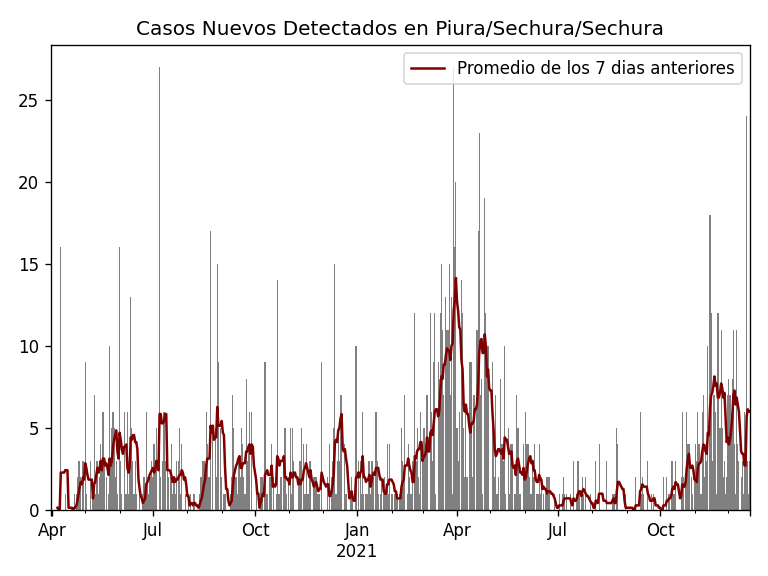 Casos Nuevos Detectados en Piura/Sechura/Sechura
Promedio de los 7 dias anteriores
25
20
15
10
5
0
Apr Jul Oct Jan Apr Jul Oct
2021